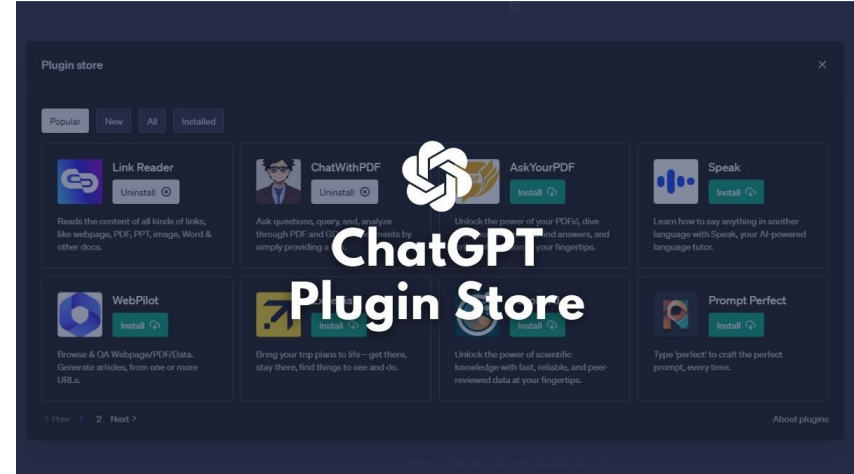 Plugin store
Popular
New
All
Installed
Link Reader
Uninstall
Reads the content of all kinds of links,
like webpage, PDF, PPT, image, Word &
other docs.
ChatWithPDF
Uninstall
Ask questions, query, and, analyze
through PDF and
by
simply providing a
AskYourPDF
Install
Unlock the power of your PDFs!, dive
answers, and
your fingertips.
Speak
Install
Learn how to say anything in another
language with Speak, your AI-powered
language tutor.
ChatGPT
Plugin Store
WebPilot
Install
Browse & QA Webpage/PDF/Data.
Generate articles, from one or more
URLs.
Install
Bring your trip plans to life – get there,
stay there, find things to see and do.
Install
Unlock the power of scientific
knowledge with fast, reliable, and peer-
reviewed data at your fingertips.
Prompt Perfect
Install
Type 'perfect' to craft the perfect
prompt, every time.
< Prev 1 2 Next >
About plugins